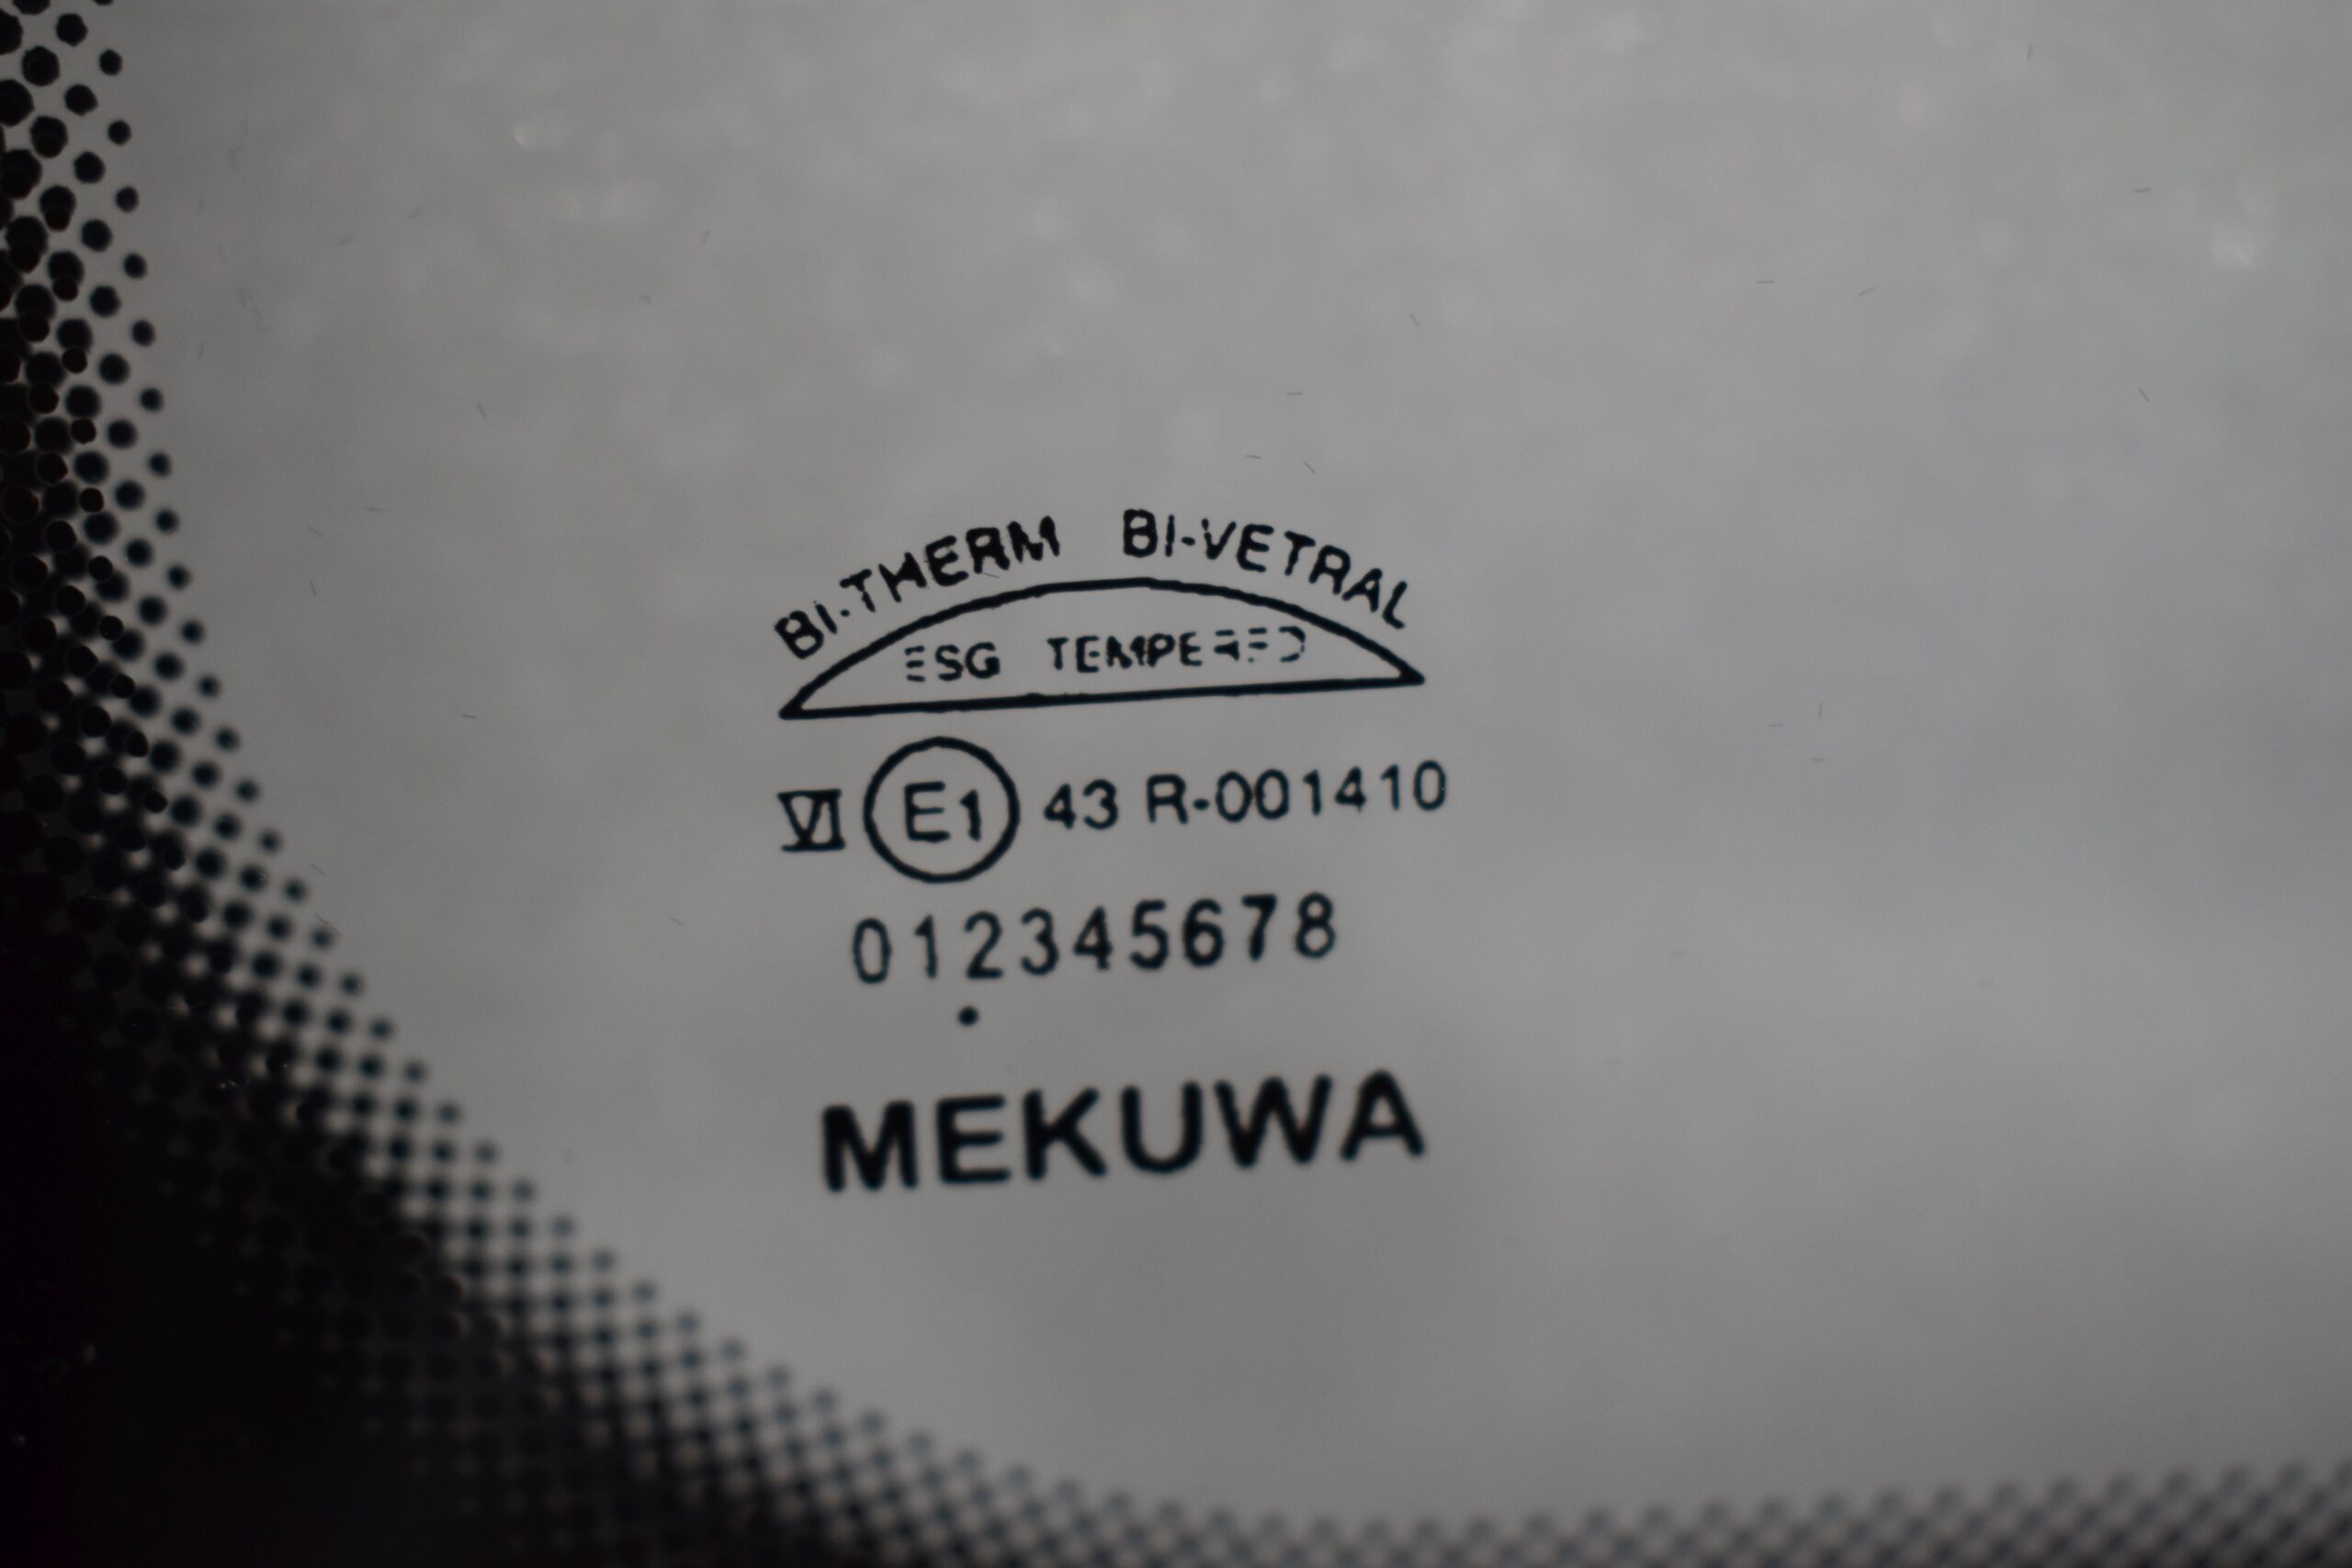 BI-THERM BI-VETRAL
ESG TEMPERED
VI E1 43 R-001410
012345678
•
MEKUWA